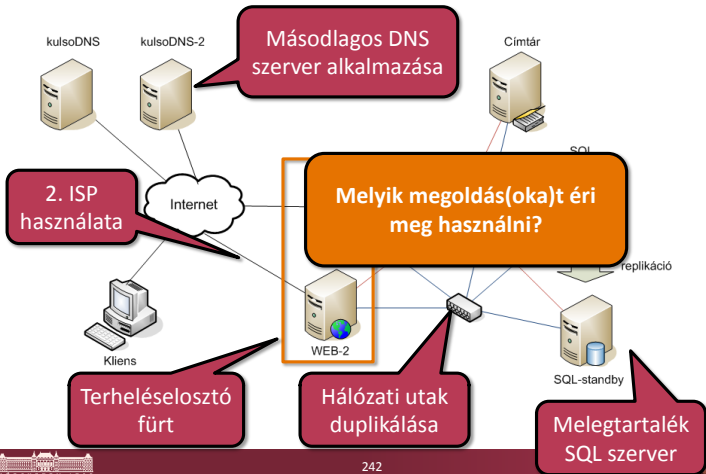 kulsoDNS
kulsoDNS-2
Másodlagos DNS
szerver alkalmazása
Címtár
2. ISP
használata
Internet
Melyik megoldás(oka)t éri
meg használni?
SQL
replikáció
Kliens
WEB-2
SQL-standby
Terheléselosztó
fürt
Hálózati utak
duplikálása
Melegtartalék
SQL szerver
242